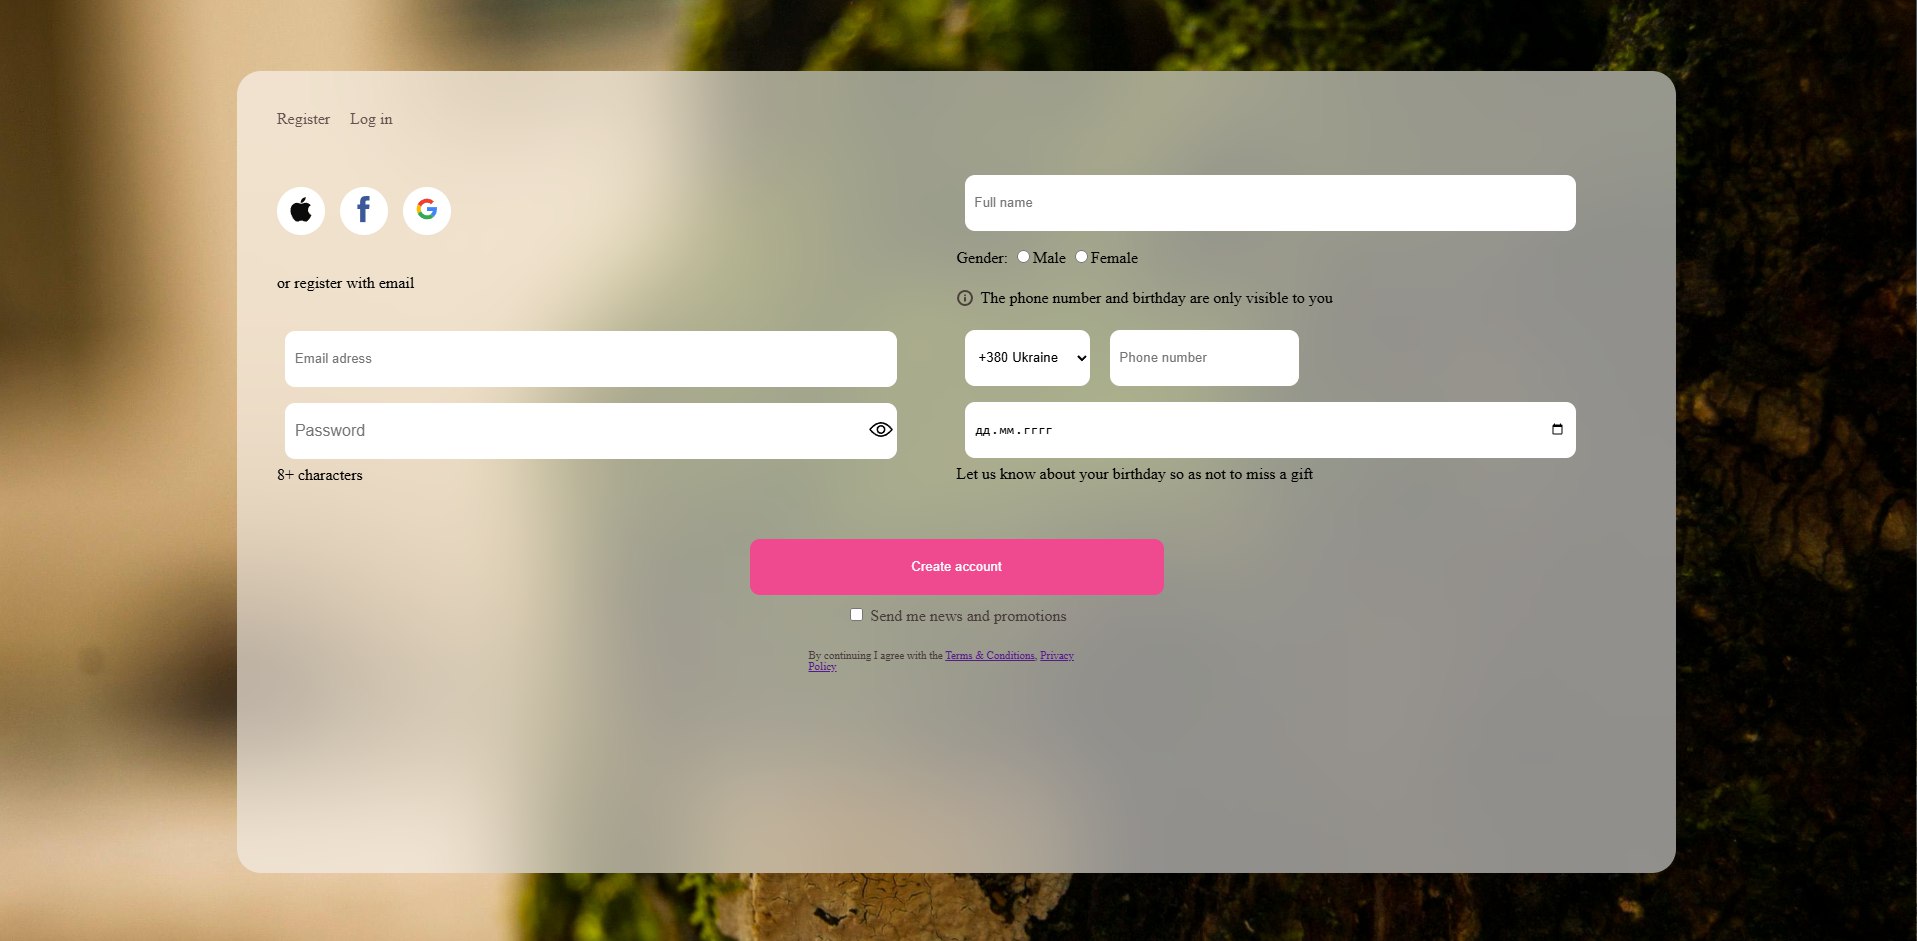 Register Log in
or register with email
Email adress
Password
8+ characters
Full name
Gender: Male Female
The phone number and birthday are only visible to you
+380 Ukraine Phone number
дд.мм.гггг
Let us know about your birthday so as not to miss a gift
Create account
Send me news and promotions
By continuing I agree with the Terms & Conditions, Privacy
Policy